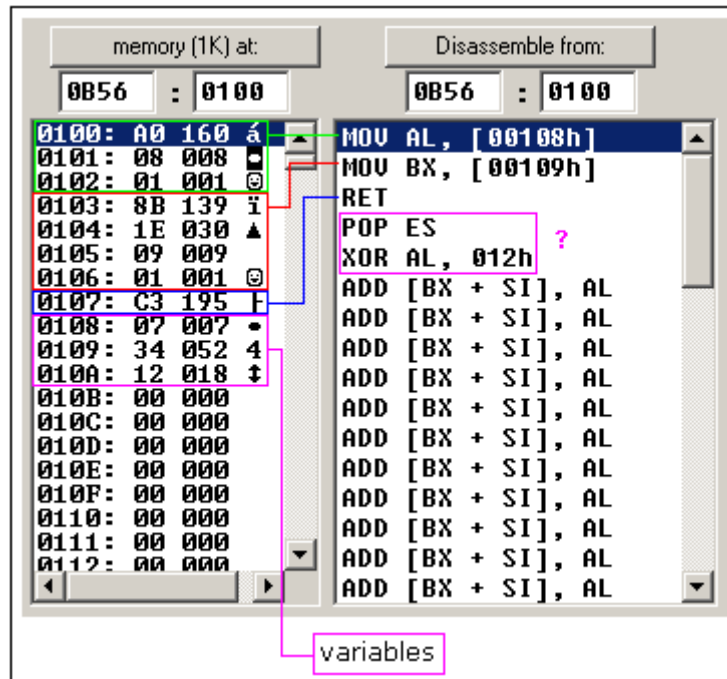 memory (1K) at:
Disassemble from:
0B56 : 0100
0B56 : 0100
0100: A0 160 á
0101: 08 008 ◘
0102: 01 001 ☺
0103: 8B 139 ï
0104: 1E 030 ▲
0105: 09 009
0106: 01 001 ☺
0107: C3 195 ├
0108: 07 007 •
0109: 34 052 4
010A: 12 018 ↕
010B: 00 000
010C: 00 000
010D: 00 000
010E: 00 000
010F: 00 000
0110: 00 000
0111: 00 000
0112: 00 000
MOV AL, [00108h]
MOV BX, [00109h]
RET
POP ES
XOR AL, 012h
?
ADD [BX + SI], AL
ADD [BX + SI], AL
ADD [BX + SI], AL
ADD [BX + SI], AL
ADD [BX + SI], AL
ADD [BX + SI], AL
ADD [BX + SI], AL
ADD [BX + SI], AL
ADD [BX + SI], AL
ADD [BX + SI], AL
ADD [BX + SI], AL
variables